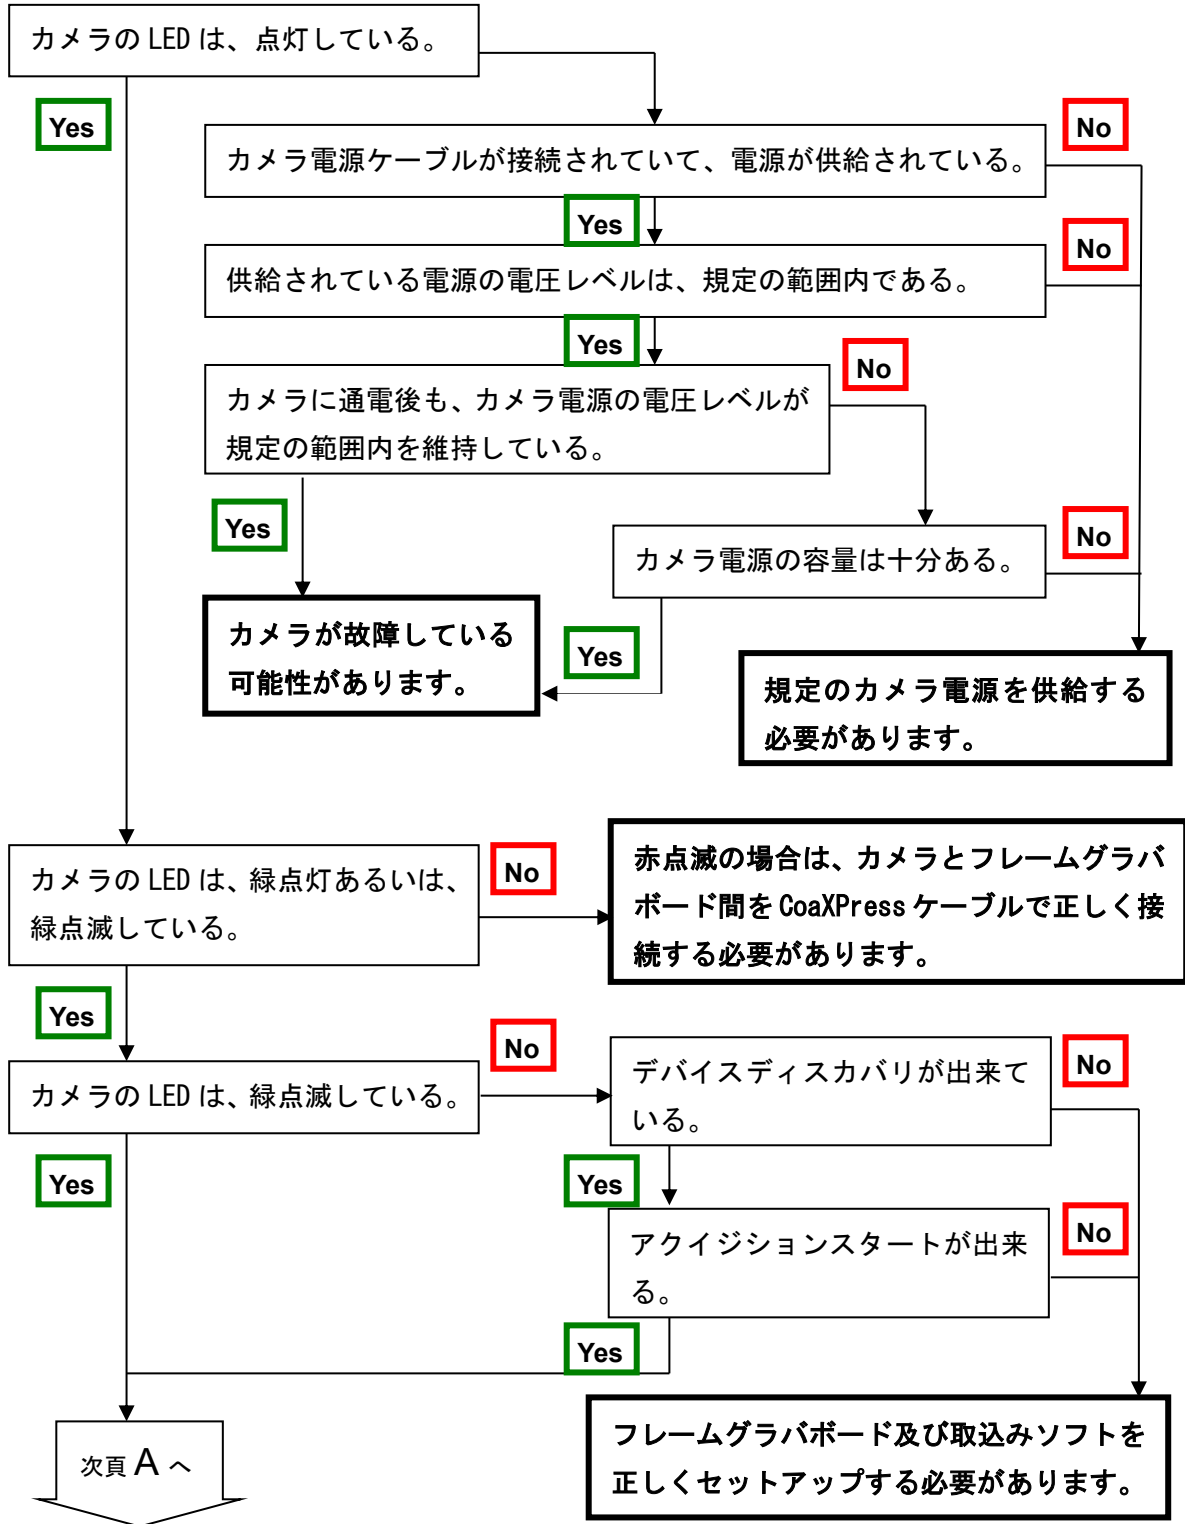 カメラの LED は、点灯している。
Yes
No
カメラ電源ケーブルが接続されていて、電源が供給されている。
Yes
No
供給されている電源の電圧レベルは、規定の範囲内である。
Yes
No
カメラに通電後も、カメラ電源の電圧レベルが
規定の範囲内を維持している。
Yes
No
カメラ電源の容量は十分ある。
カメラが故障している
可能性があります。
Yes
規定のカメラ電源を供給する
必要があります。
カメラの LED は、緑点灯あるいは、
緑点滅している。
No
赤点滅の場合は、カメラとフレームグラバ
ボード間を CoaXPress ケーブルで正しく接
続する必要があります。
Yes
No
カメラの LED は、緑点滅している。
デバイスディスカバリが出来て
いる。
No
Yes
Yes
アクイジションスタートが出来
る。
No
Yes
次頁 A へ
フレームグラバボード及び取込みソフトを
正しくセットアップする必要があります。